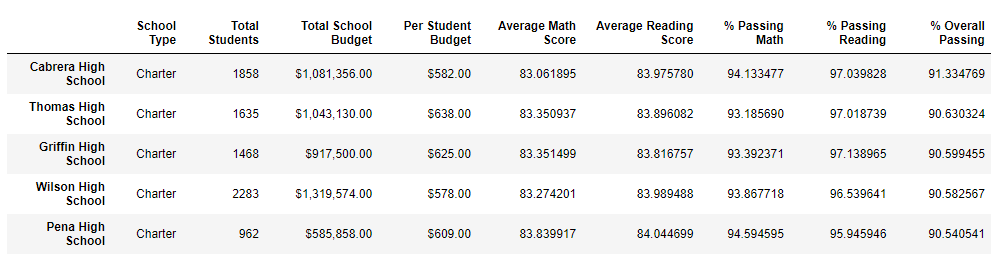 School Type Total Students Total School Budget Per Student Budget Average Math Score Average Reading Score % Passing Math % Passing Reading % Overall Passing
Cabrera High School Charter 1858 $1,081,356.00 $582.00 83.061895 83.975780 94.133477 97.039828 91.334769
Thomas High School Charter 1635 $1,043,130.00 $638.00 83.350937 83.896082 93.185690 97.018739 90.630324
Griffin High School Charter 1468 $917,500.00 $625.00 83.351499 83.816757 93.392371 97.138965 90.599455
Wilson High School Charter 2283 $1,319,574.00 $578.00 83.274201 83.989488 93.867718 96.539641 90.582567
Pena High School Charter 962 $585,858.00 $609.00 83.839917 84.044699 94.594595 95.945946 90.540541